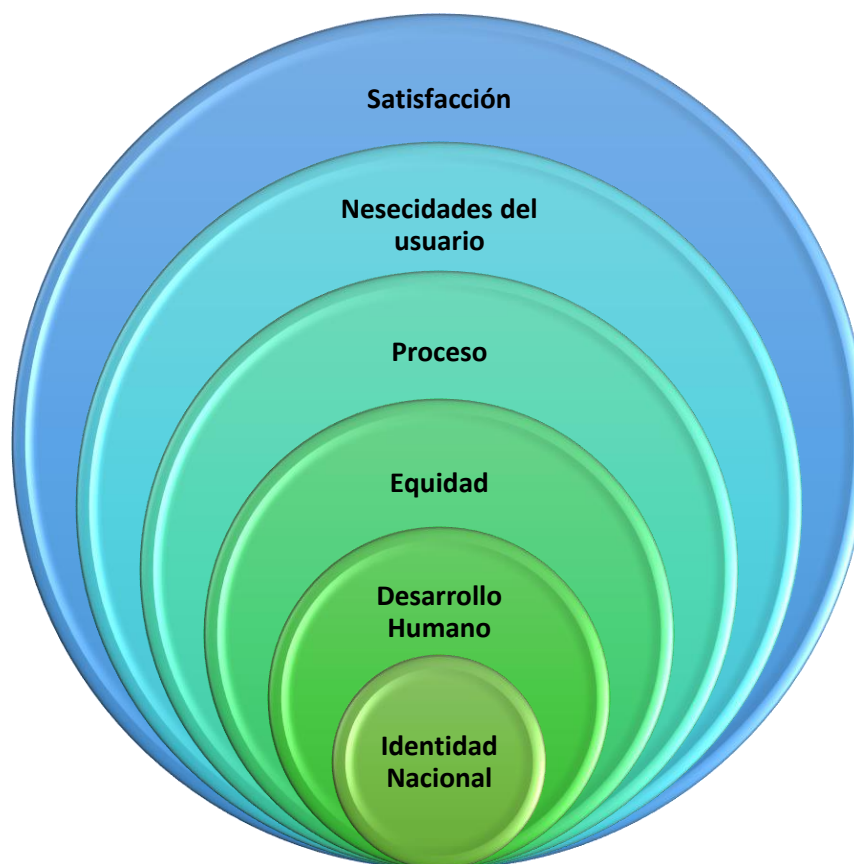 Satisfacción
Nesecidades del
usuario
Proceso
Equidad
Desarrollo
Humano
Identidad
Nacional